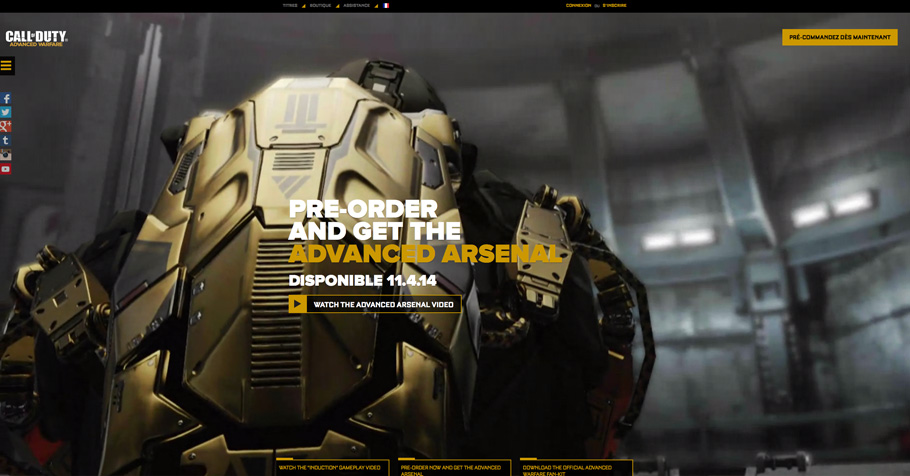 TITRES BOUTIQUE ASSISTANCE
CONNEXION OU S'INSCRIRE
CALL OF DUTY
ADVANCED WARFARE
PRÉ-COMMANDEZ DÈS MAINTENANT
PRE-ORDER
AND GET THE
ADVANCED ARSENAL
DISPONIBLE 11.4.14
WATCH THE ADVANCED ARSENAL VIDEO
WATCH THE "INDUCTION" GAMEPLAY VIDEO
PRE-ORDER NOW AND GET THE ADVANCED
ARSENAL
DOWNLOAD THE OFFICIAL ADVANCED
WARFARE FAN-KIT